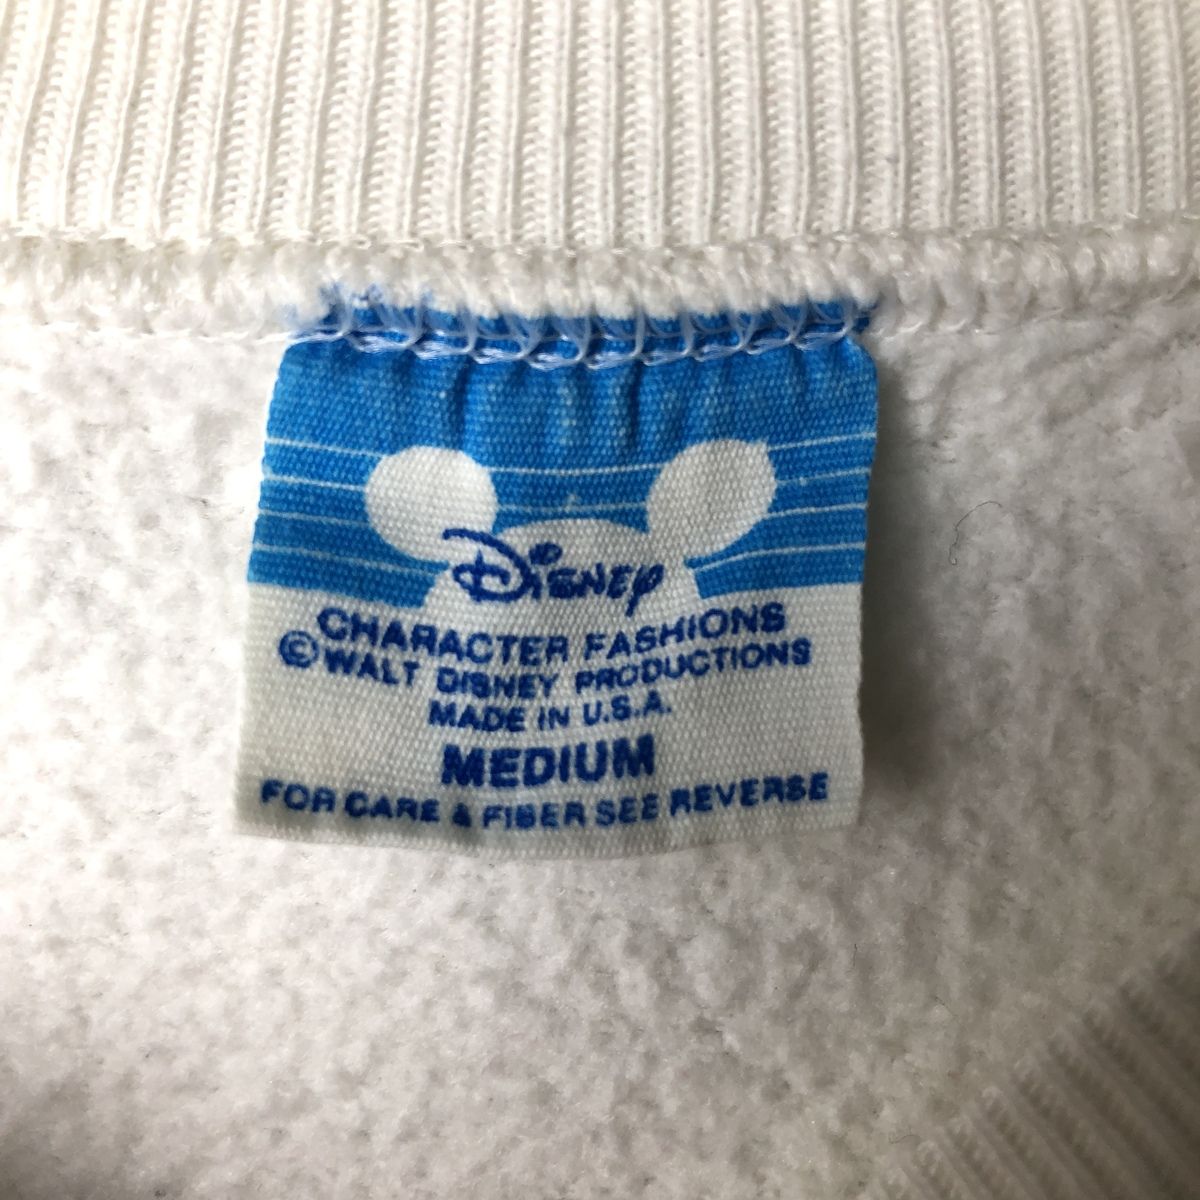 Disney
CHARACTER FASHIONS
©WALT DISNEY PRODUCTIONS
MADE IN U.S.A.
MEDIUM
FOR CARE & FIBER SEE REVERSE